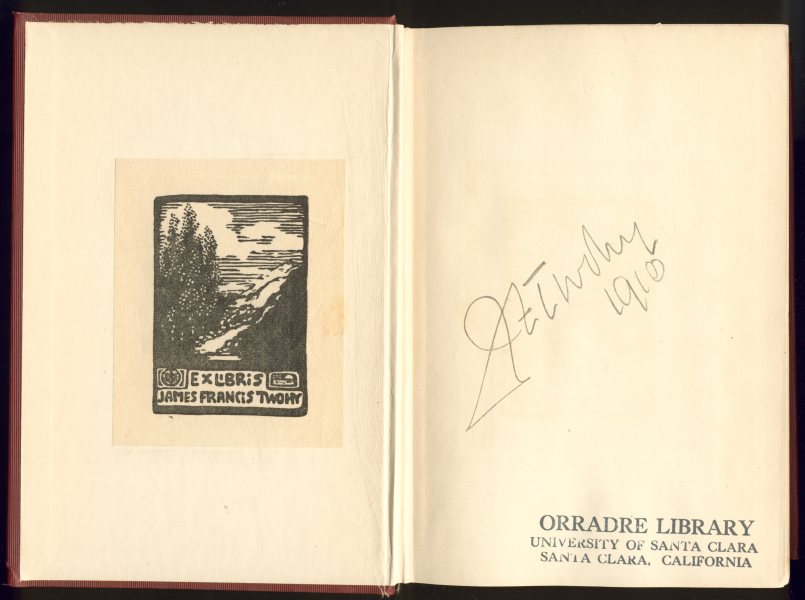 EX LIBRIS
JAMES FRANCIS TWOHY
JFTwohy
1910
ORRADRE LIBRARY
UNIVERSITY OF SANTA CLARA
SANTA CLARA, CALIFORNIA